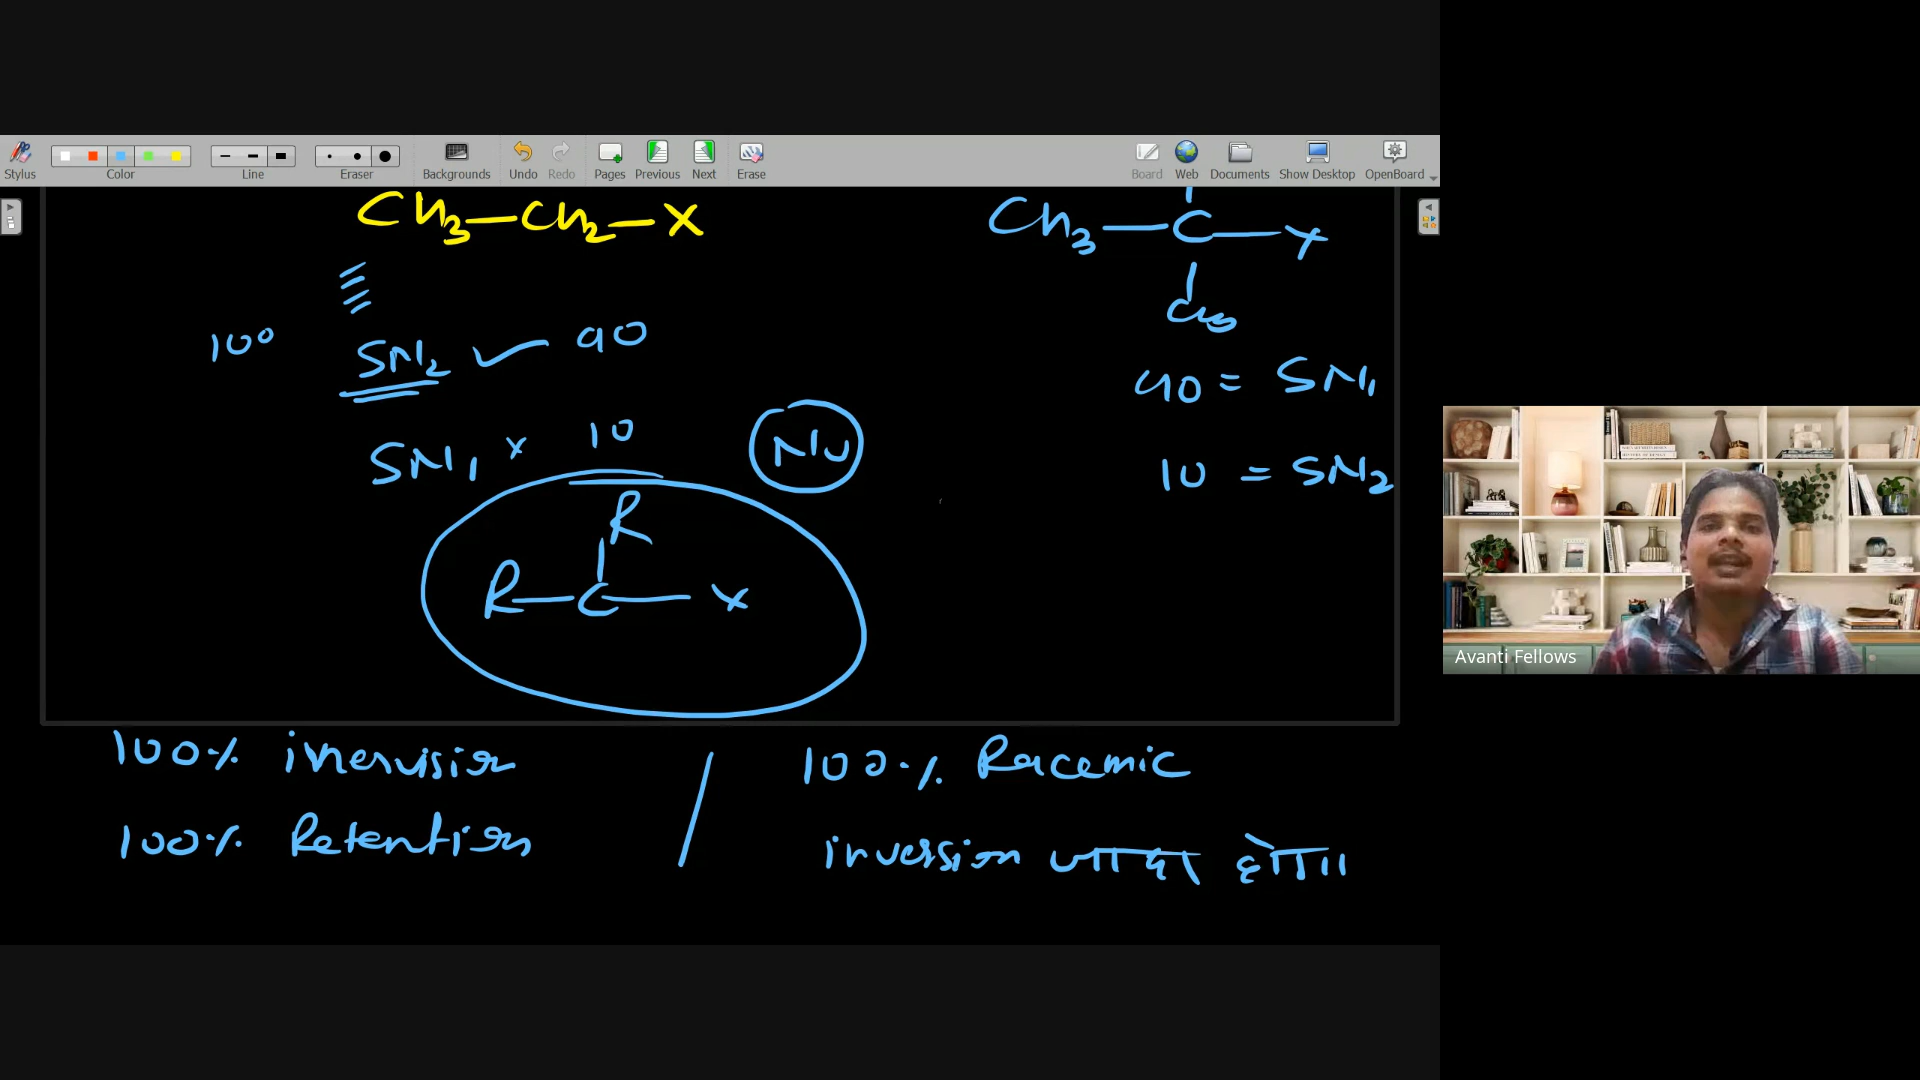 Stylus Color Line Eraser Backgrounds Undo Redo Pages Previous Next Erase Board Web Documents Show Desktop OpenBoard
CH3—CH2—X
CH3—C—X
CH3
100 SN2 ✓ 90
90 = SN1
SN1 × 10
Nu
10 = SN2
R
R—C—X
Avanti Fellows
100% / 100% Racemic
100% Retention
inversion ज्यादा होगा